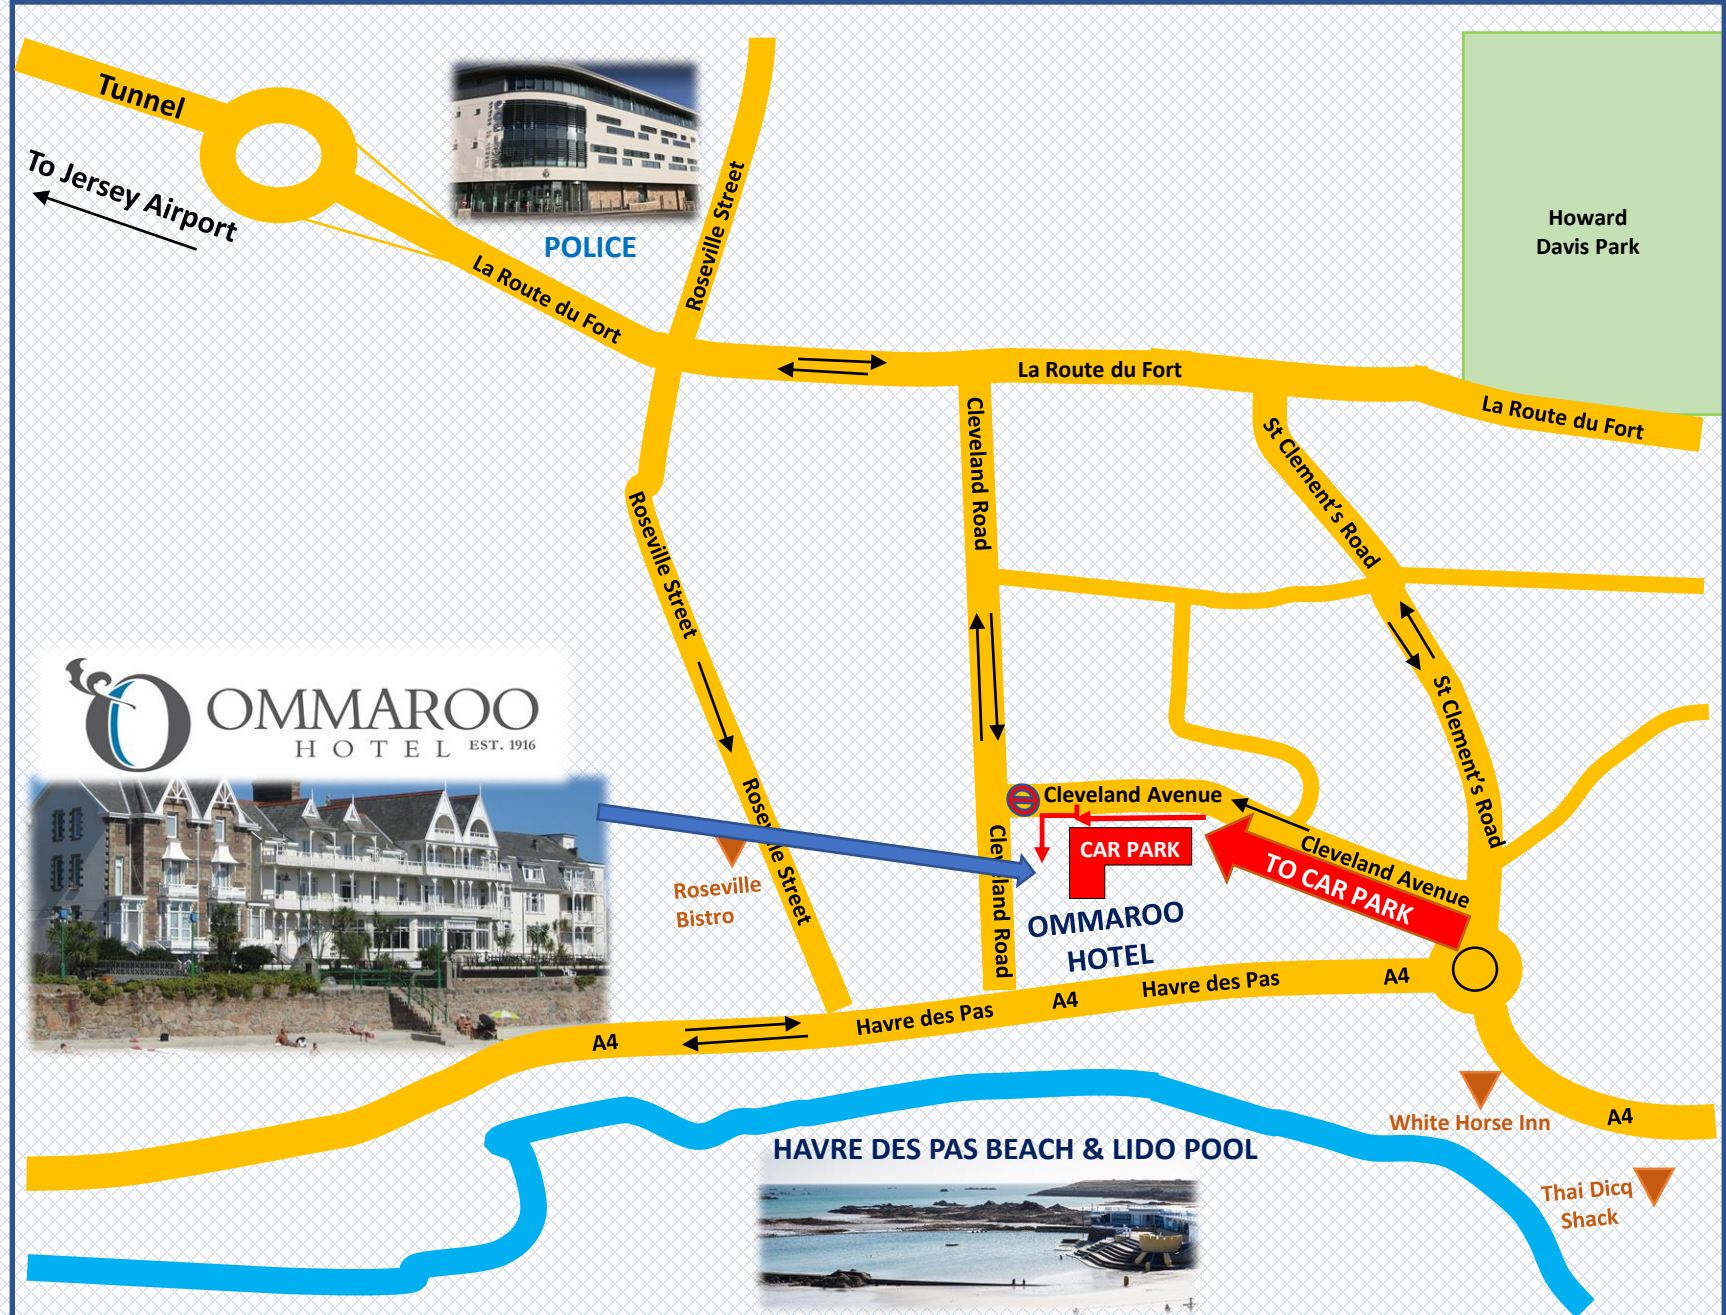 Tunnel
To Jersey Airport
POLICE
Roseville Street
La Route du Fort
La Route du Fort
La Route du Fort
Howard
Davis Park
Cleveland Road
St Clement's Road
Roseville Street
St Clement's Road
OMMAROO
HOTEL EST. 1916
Cleveland Avenue
Cleveland Avenue
CAR PARK
TO CAR PARK
Roseville Street
Roseville
Bistro
Cleveland Road
OMMAROO
HOTEL
A4
Havre des Pas
A4
Havre des Pas
A4
White Horse Inn
A4
HAVRE DES PAS BEACH & LIDO POOL
Thai Dicq
Shack